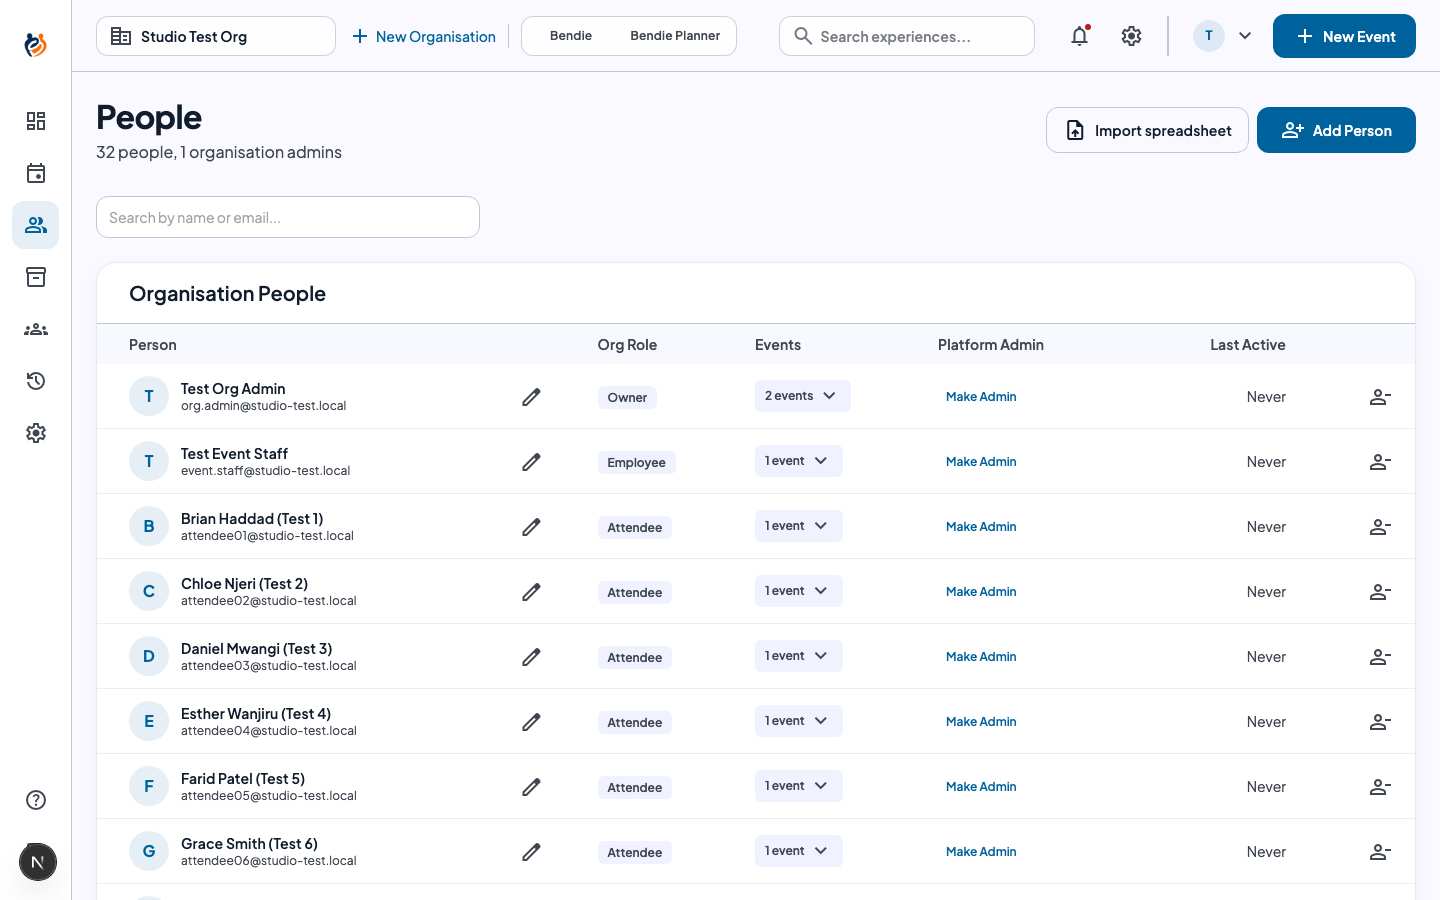 Studio Test Org
New Organisation
Bendie
Bendie Planner
Search experiences...
T
New Event
People
32 people, 1 organisation admins
Import spreadsheet
Add Person
Search by name or email...
Organisation People
Person Org Role Events Platform Admin Last Active
T Test Org Admin
org.admin@studio-test.local
Owner 2 events Make Admin Never
T Test Event Staff
event.staff@studio-test.local
Employee 1 event Make Admin Never
B Brian Haddad (Test 1)
attendee01@studio-test.local
Attendee 1 event Make Admin Never
C Chloe Njeri (Test 2)
attendee02@studio-test.local
Attendee 1 event Make Admin Never
D Daniel Mwangi (Test 3)
attendee03@studio-test.local
Attendee 1 event Make Admin Never
E Esther Wanjiru (Test 4)
attendee04@studio-test.local
Attendee 1 event Make Admin Never
F Farid Patel (Test 5)
attendee05@studio-test.local
Attendee 1 event Make Admin Never
G Grace Smith (Test 6)
attendee06@studio-test.local
Attendee 1 event Make Admin Never
N